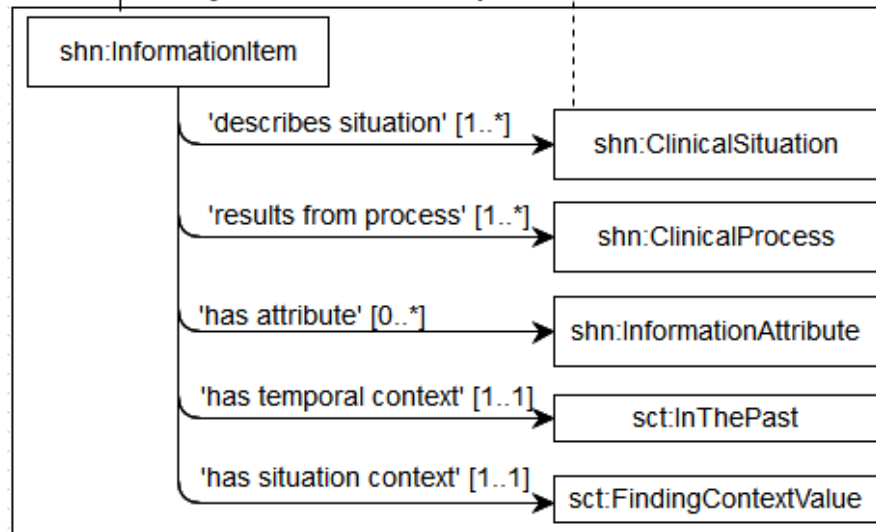 shn:InformationItem
'describes situation' [1..*]
shn:ClinicalSituation
'results from process' [1..*]
shn:ClinicalProcess
'has attribute' [0..*]
shn:InformationAttribute
'has temporal context' [1..1]
sct:InThePast
'has situation context' [1..1]
sct:FindingContextValue